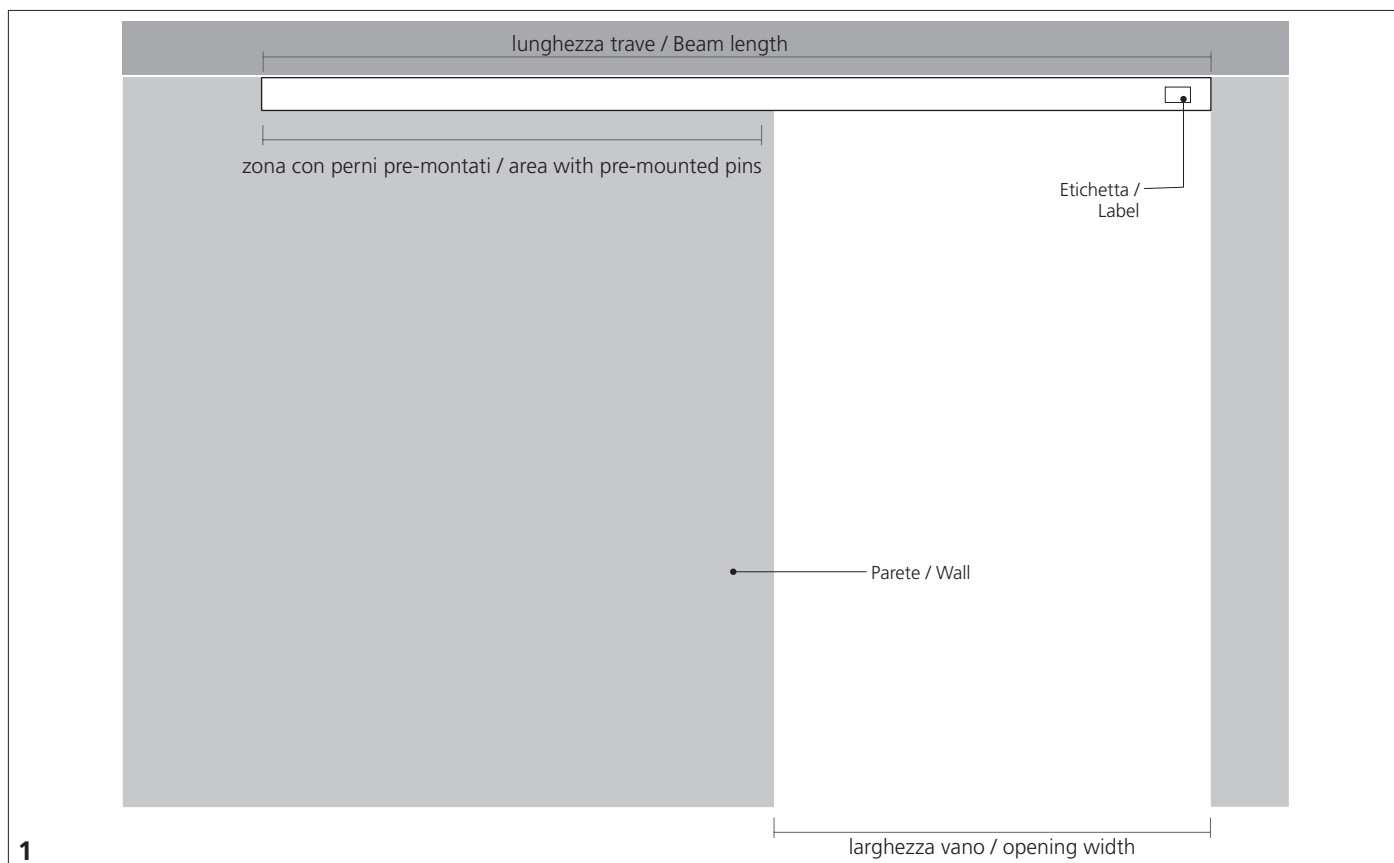 lunghezza trave / Beam length
zona con perni pre-montati / area with pre-mounted pins
Etichetta /
Label
Parete / Wall
larghezza vano / opening width
1